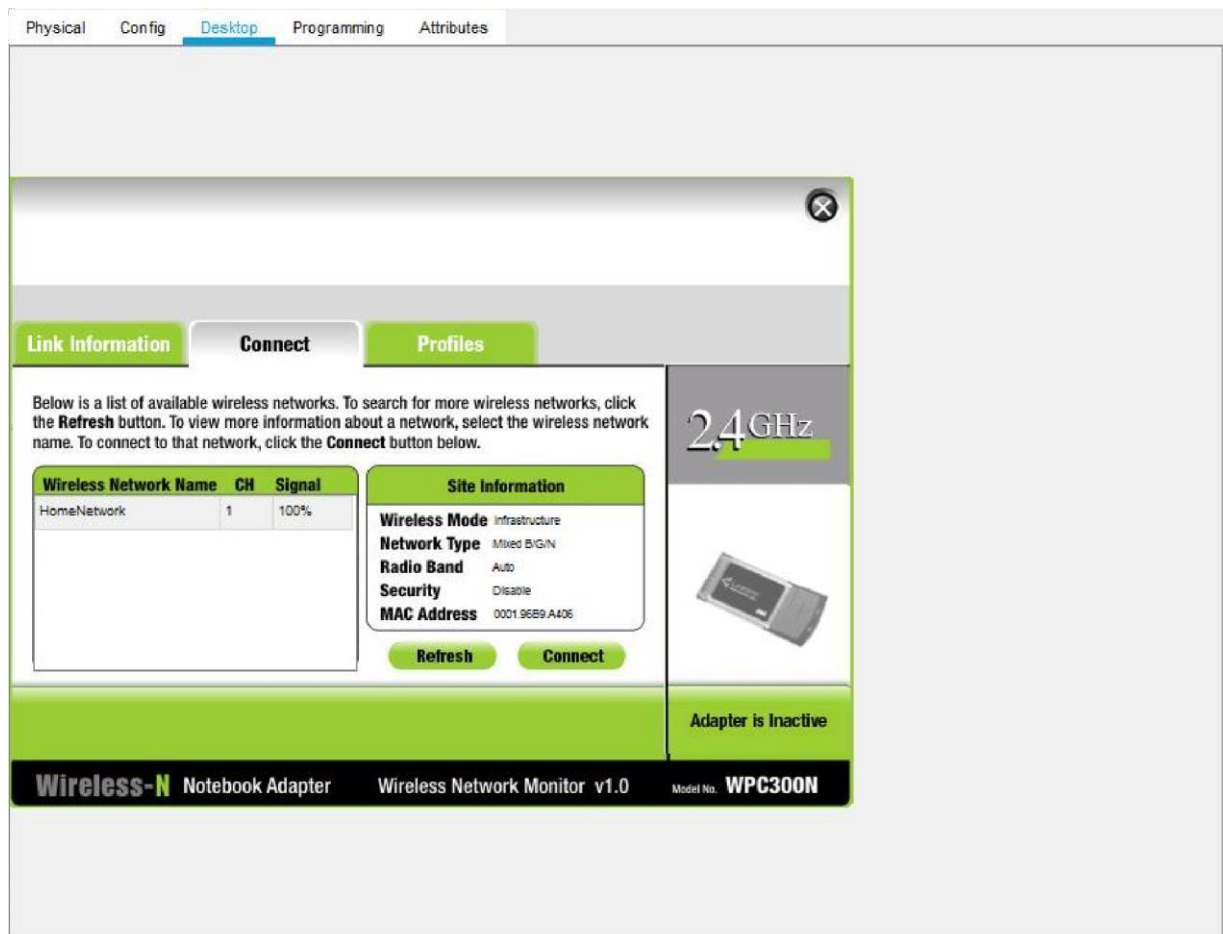 Physical Config Desktop Programming Attributes
Link Information Connect Profiles
Below is a list of available wireless networks. To search for more wireless networks, click
the Refresh button. To view more information about a network, select the wireless network
name. To connect to that network, click the Connect button below.
2.4GHz
Wireless Network Name CH Signal
HomeNetwork 1 100%
Site Information
Wireless Mode Infrastructure
Network Type Mixed B/G/N
Radio Band Auto
Security Disable
MAC Address 0001.96B9.A406
Refresh Connect
Adapter is Inactive
Wireless-N Notebook Adapter Wireless Network Monitor v1.0 Model No. WPC300N